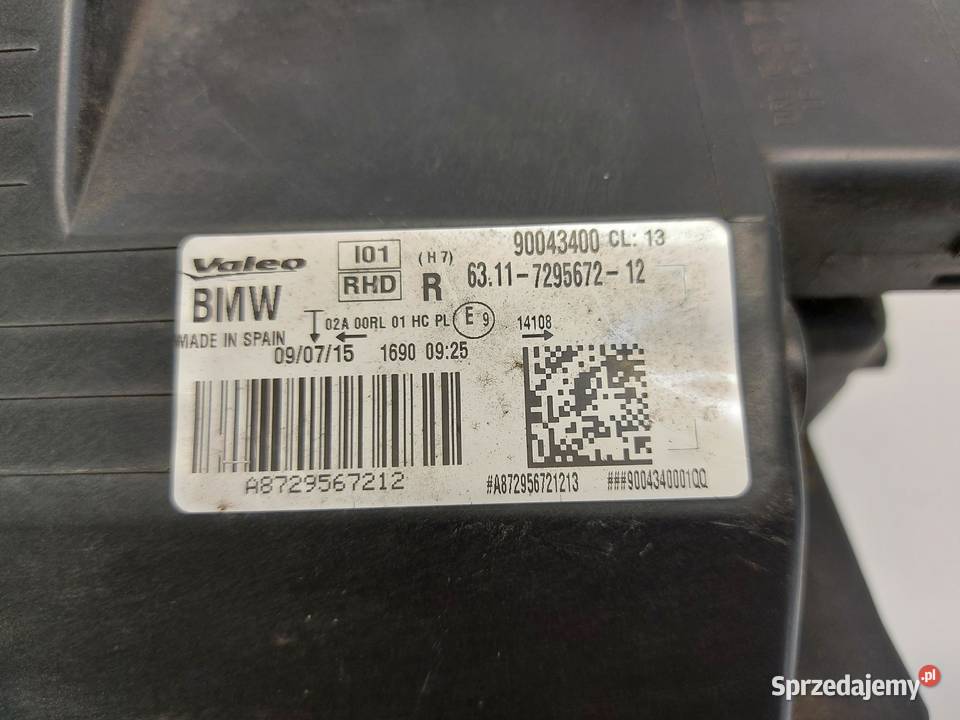 Valeo
I01
(H7)
90043400 CL: 13
RHD
R
63.11-7295672-12
BMW
02A 00RL 01 HC PL
E9
14108
MADE IN SPAIN
09/07/15 1690 09:25
A8729567212
#A872956721213
###9004340001QQ
Sprzedajemy.pl